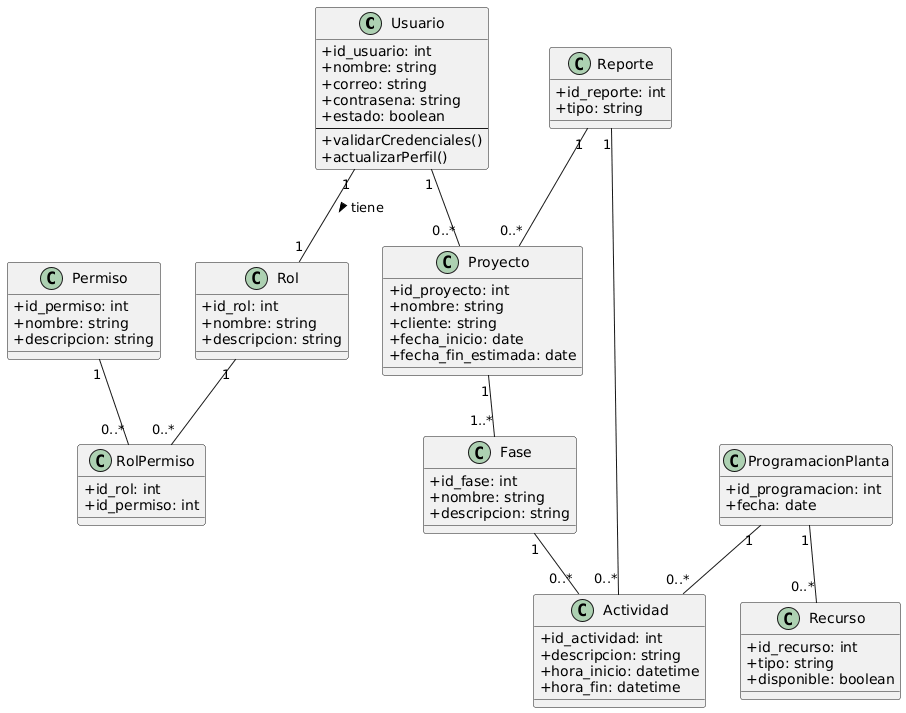 C Usuario
+id_usuario: int
+nombre: string
+correo: string
+contrasena: string
+estado: boolean
+validarCredenciales()
+actualizarPerfil()
C Reporte
+id_reporte: int
+tipo: string
1
1
1
1
tiene
1
0..*
0..*
C Permiso
+id_permiso: int
+nombre: string
+descripcion: string
C Rol
+id_rol: int
+nombre: string
+descripcion: string
C Proyecto
+id_proyecto: int
+nombre: string
+cliente: string
+fecha_inicio: date
+fecha_fin_estimada: date
1
1
1
0..*
0..*
1..*
C RolPermiso
+id_rol: int
+id_permiso: int
C Fase
+id_fase: int
+nombre: string
+descripcion: string
C ProgramacionPlanta
+id_programacion: int
+fecha: date
1
1
1
0..*
0..*
0..*
0..*
C Actividad
+id_actividad: int
+descripcion: string
+hora_inicio: datetime
+hora_fin: datetime
C Recurso
+id_recurso: int
+tipo: string
+disponible: boolean